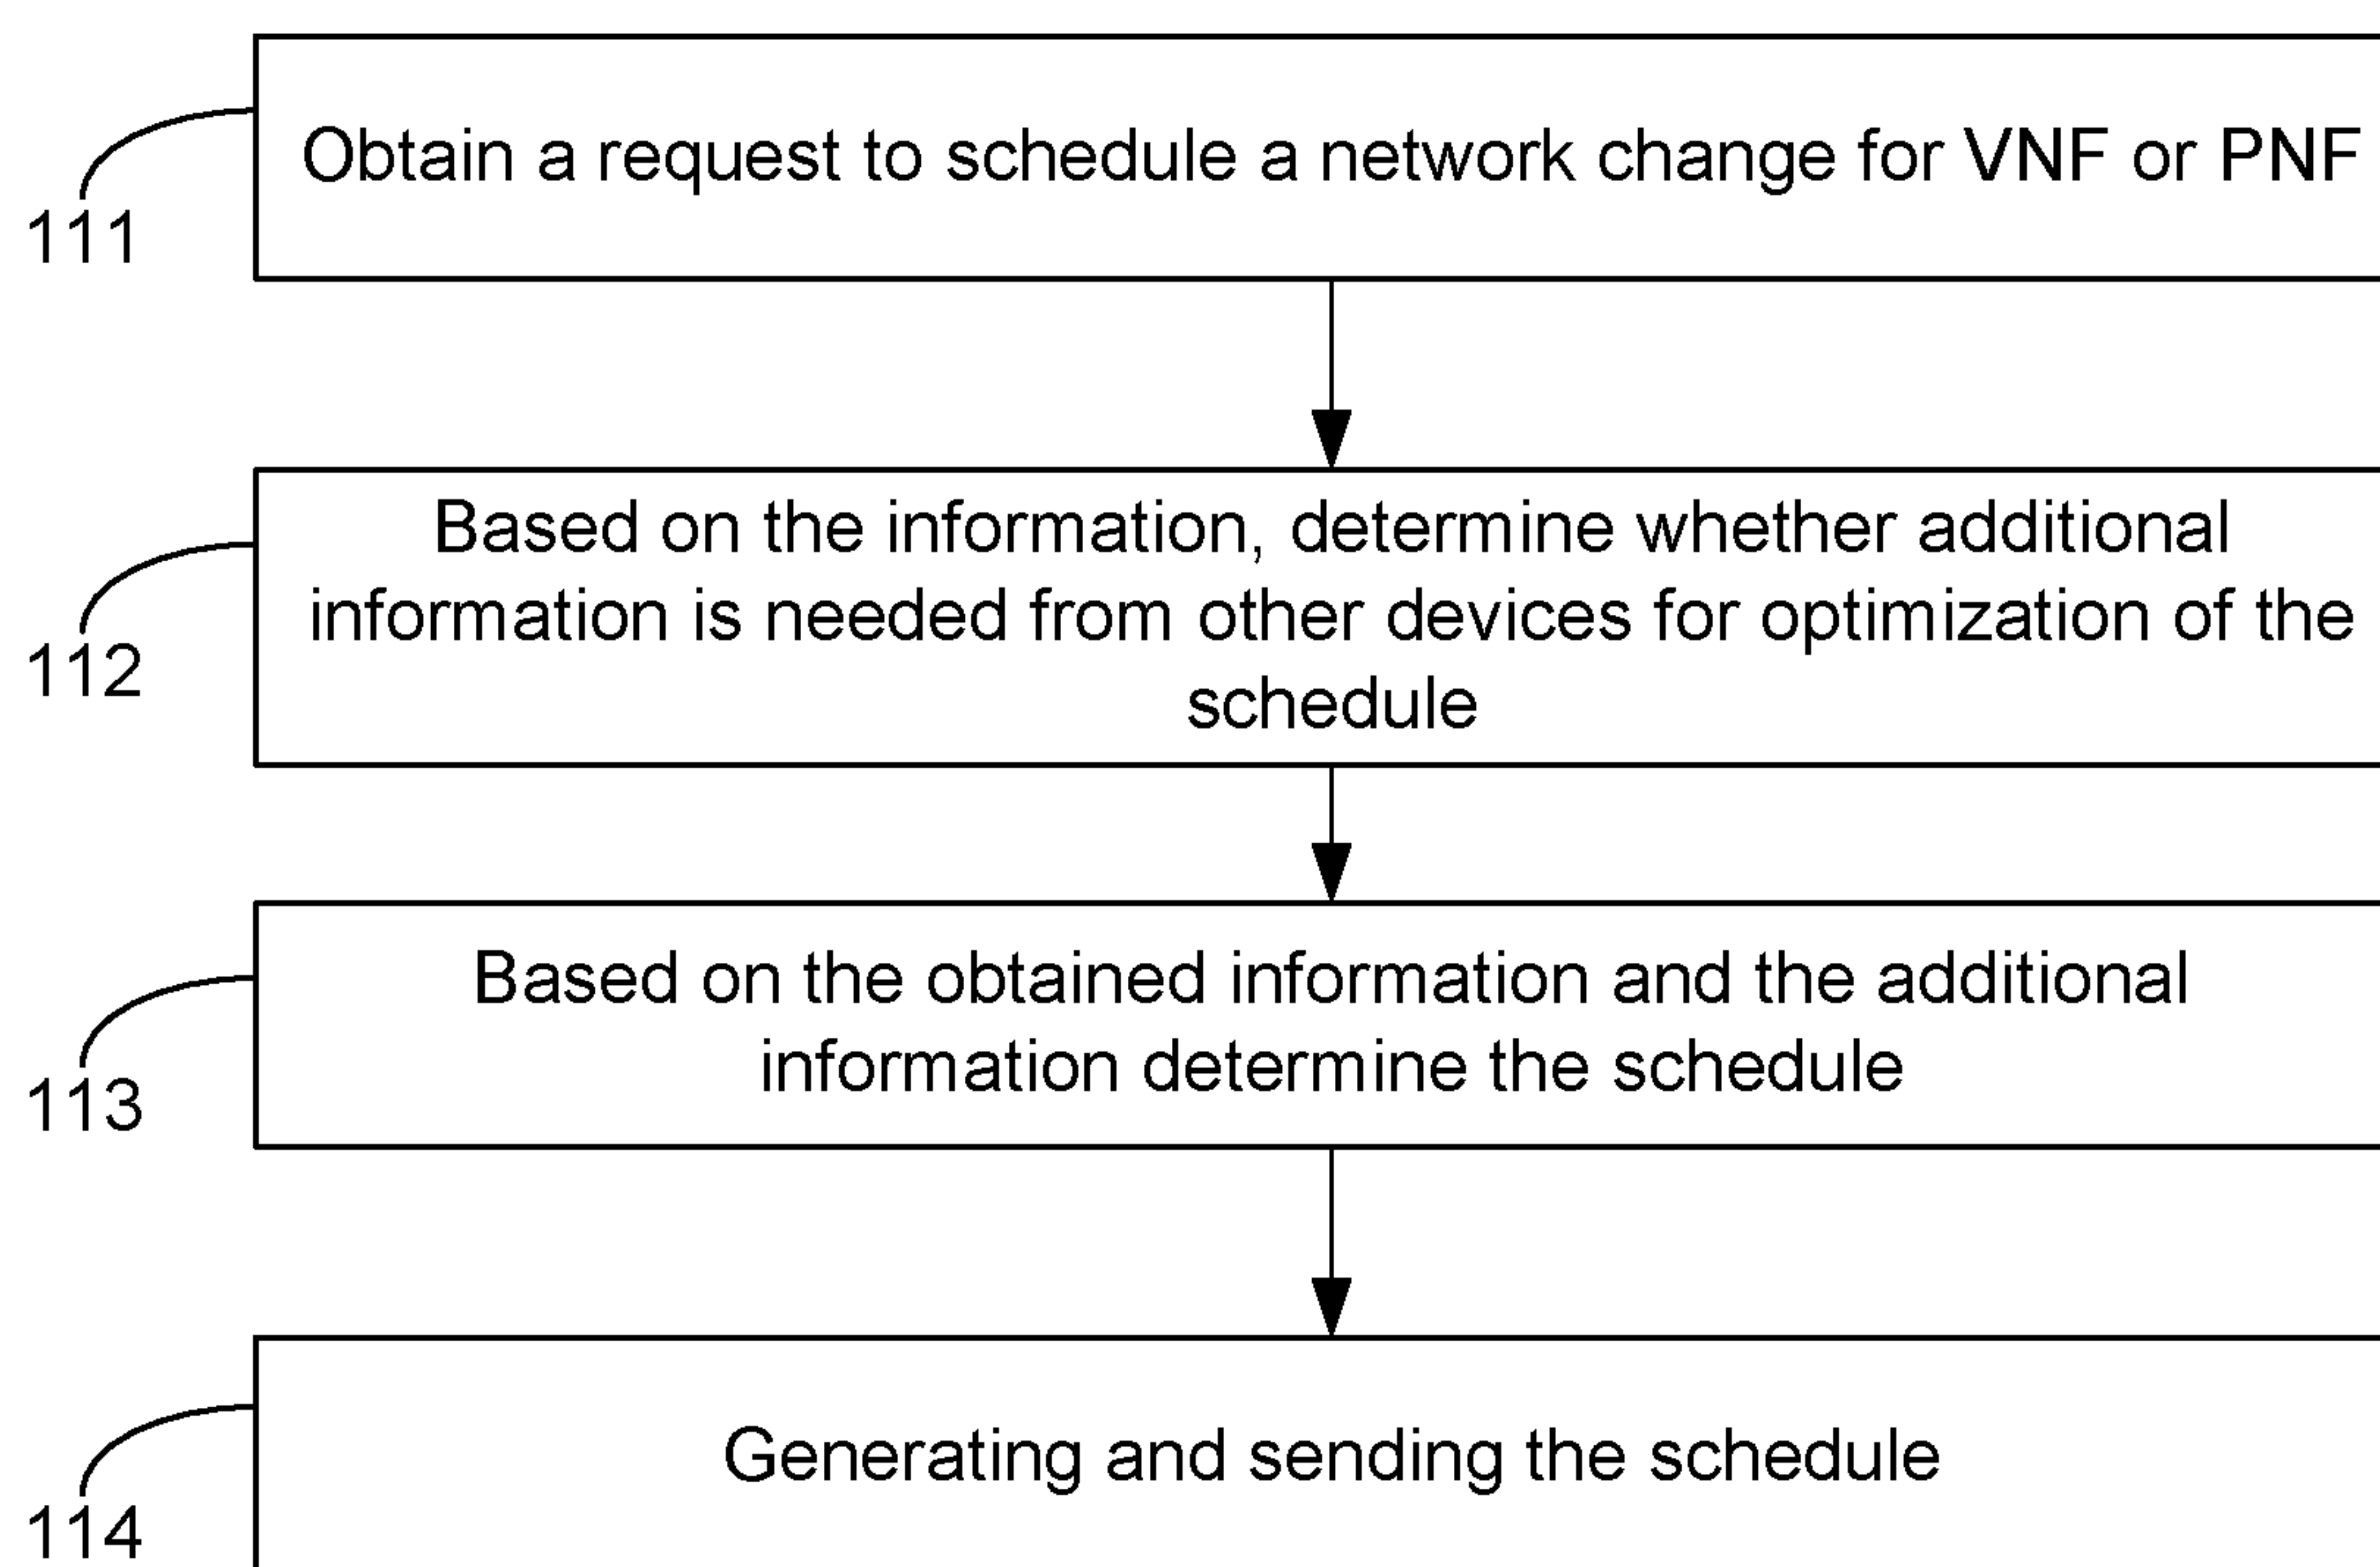 Obtain a request to schedule a network change for VNF or PNF
111
Based on the information, determine whether additional
information is needed from other devices for optimization of the
schedule
112
Based on the obtained information and the additional
information determine the schedule
113
Generating and sending the schedule
114